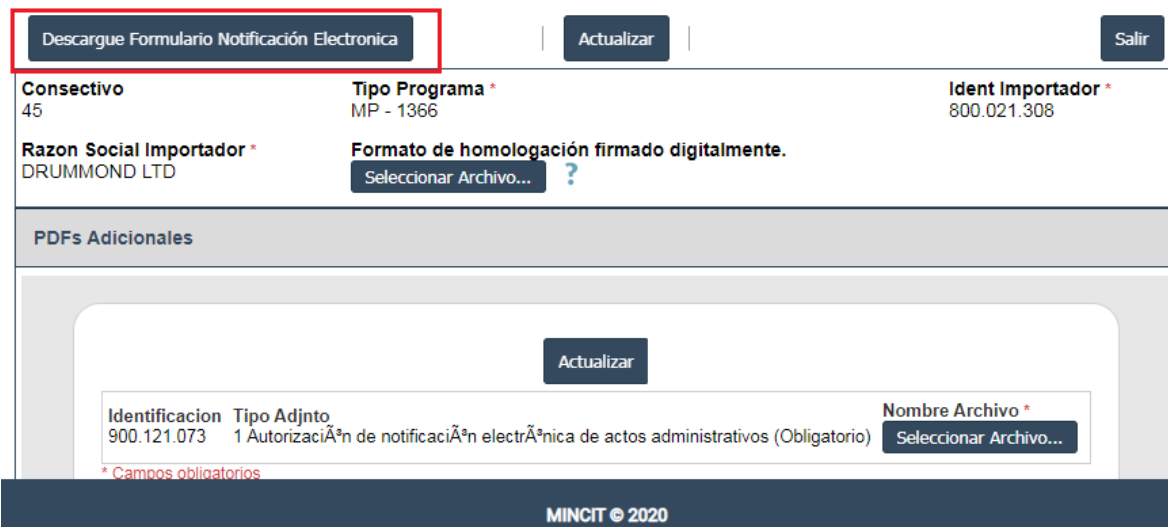 Descargue Formulario Notificación Electronica
Actualizar
Salir
Consectivo
Tipo Programa *
Ident Importador *
45
MP - 1366
800.021.308
Razon Social Importador *
Formato de homologación firmado digitalmente.
DRUMMOND LTD
Seleccionar Archivo...
?
PDFs Adicionales
Actualizar
Identificacion Tipo Adjnto
Nombre Archivo *
900.121.073 1 AutorizaciÃ³n de notificaciÃ³n electrÃ³nica de actos administrativos (Obligatorio)
Seleccionar Archivo...
* Campos obligatorios
MINCIT © 2020